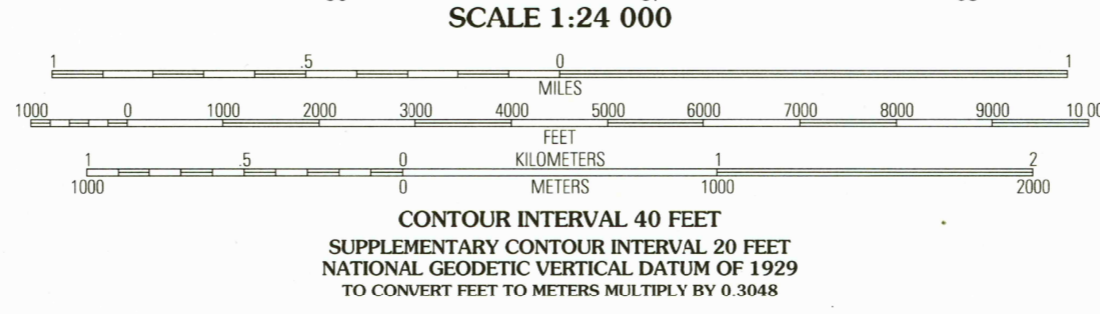 SCALE 1:24 000
1 .5 0 1
MILES
1000 0 1000 2000 3000 4000 5000 6000 7000 8000 9000 10 00
FEET
1 .5 0 KILOMETERS 1 2
1000 0 METERS 1000 2000
CONTOUR INTERVAL 40 FEET
SUPPLEMENTARY CONTOUR INTERVAL 20 FEET
NATIONAL GEODETIC VERTICAL DATUM OF 1929
TO CONVERT FEET TO METERS MULTIPLY BY 0.3048